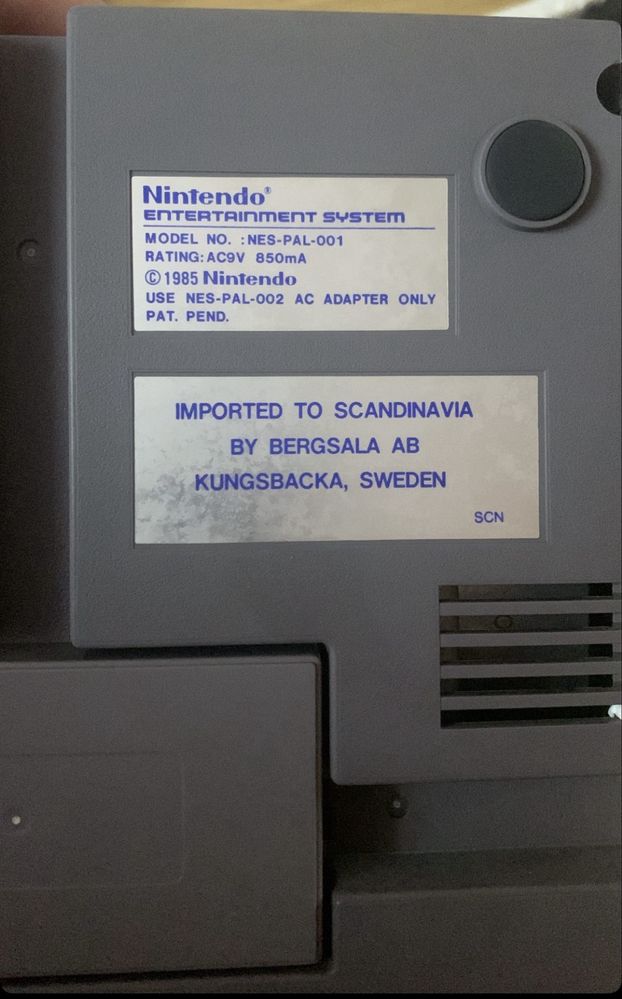 Nintendo®
ENTERTAINMENT SYSTEM
MODEL NO. :NES-PAL-001
RATING:AC9V 850mA
© 1985 Nintendo
USE NES-PAL-002 AC ADAPTER ONLY
PAT. PEND.
IMPORTED TO SCANDINAVIA
BY BERGSALA AB
KUNGSBACKA, SWEDEN
SCN